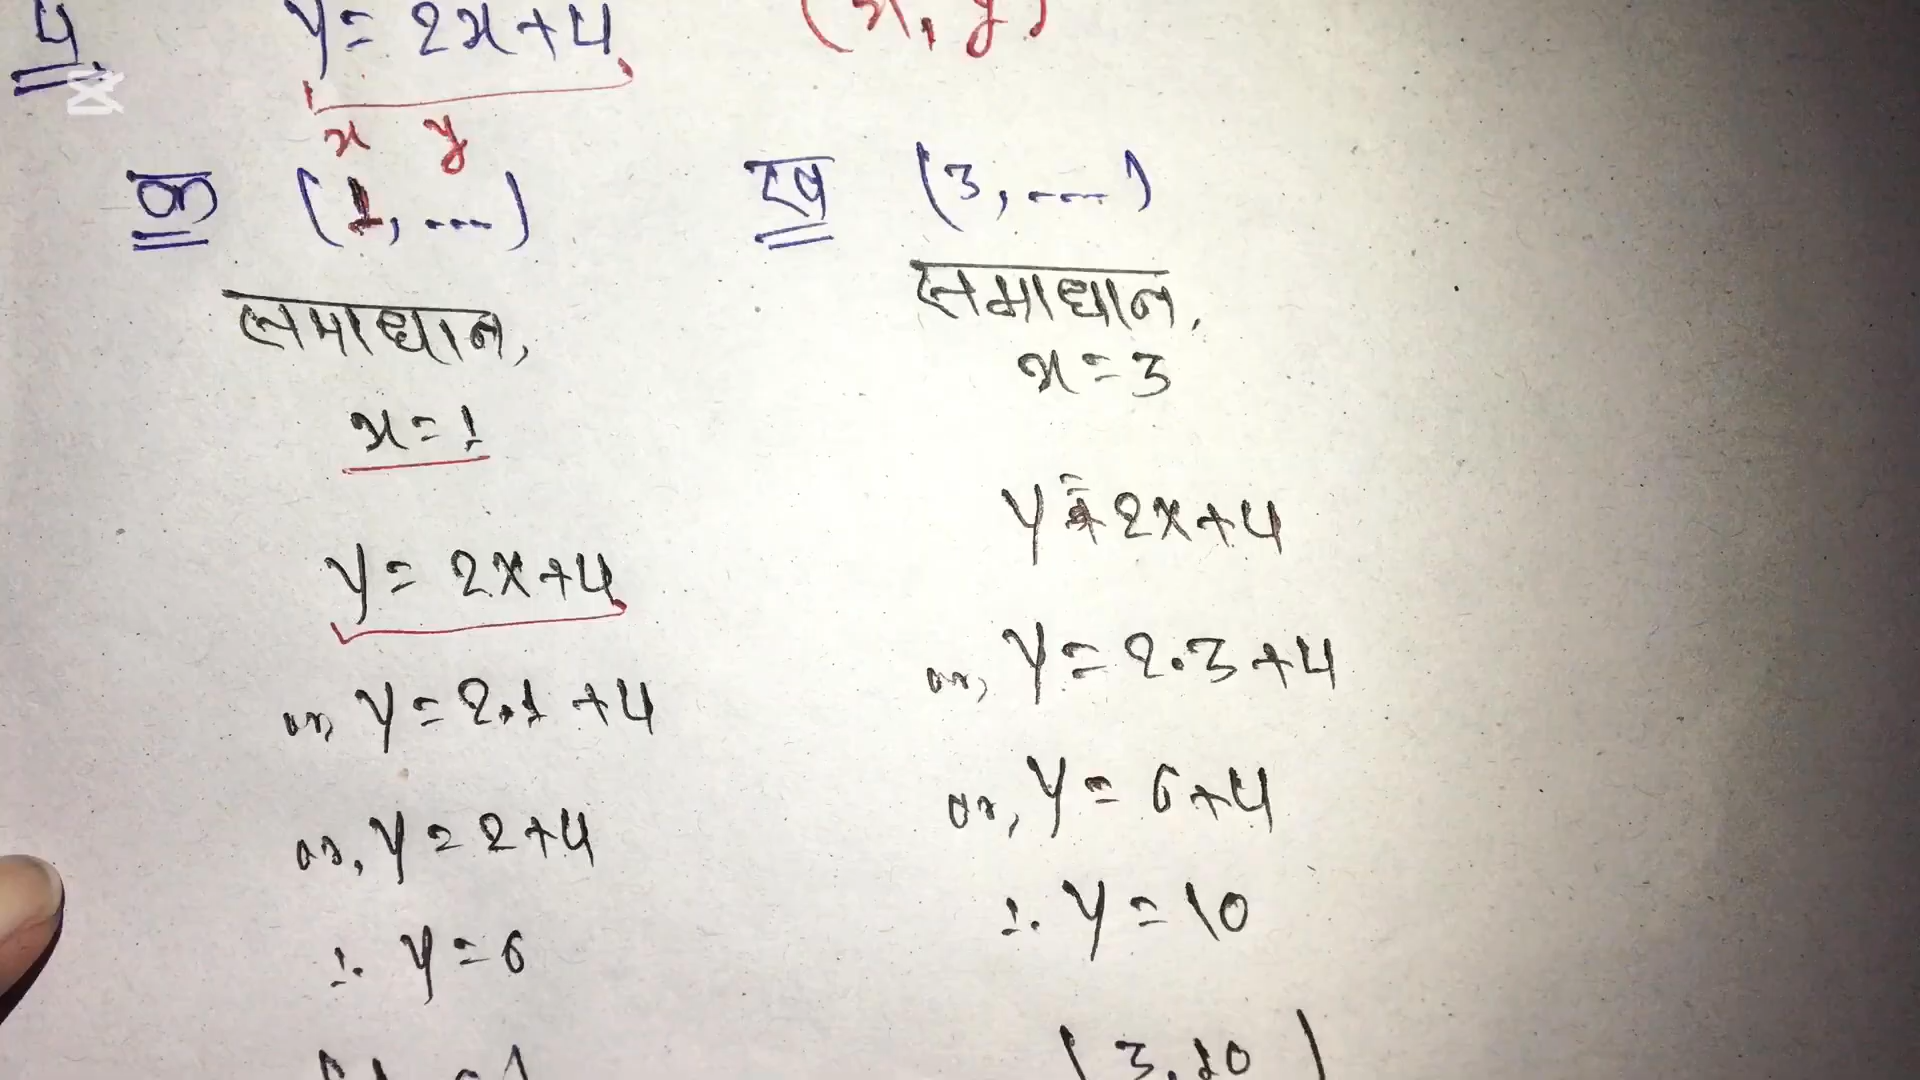 4 y = 2x+4 (x, y)
x y
क (1, ...)
समाधान,
x = 1
y = 2x+4
or, y = 2.1 + 4
or, y = 2+4
∴ y = 6
ख (3, ...)
समाधान,
x = 3
y = 2x+4
or, y = 2.3+4
or, y = 6+4
∴ y = 10
(3, 10)